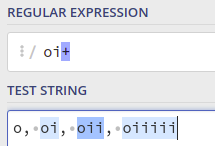 REGULAR EXPRESSION
/ oi+
TEST STRING
o,·oi,·oii,·oiiiii